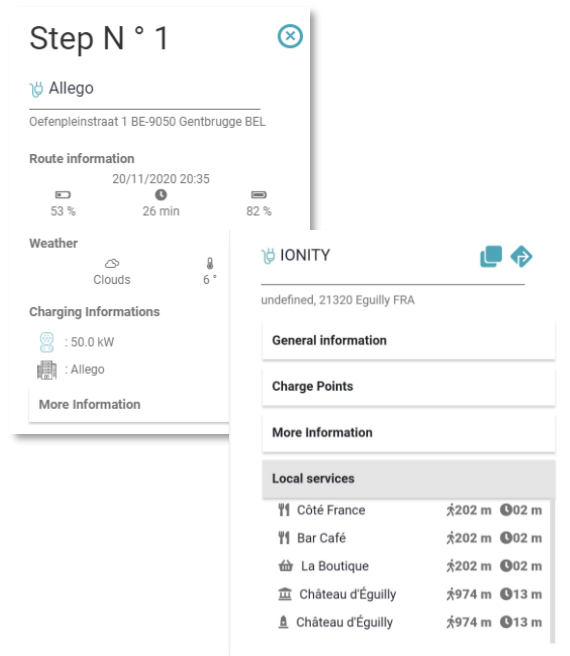 Step N ° 1
Allego
Oefenpleinstraat 1 BE-9050 Gentbrugge BEL
Route information
20/11/2020 20:35
53 % 26 min 82 %
Weather
Clouds 6 °
Charging Informations
: 50.0 kW
: Allego
More Information
IONITY
undefined, 21320 Eguilly FRA
General information
Charge Points
More Information
Local services
Côté France 202 m 02 m
Bar Café 202 m 02 m
La Boutique 202 m 02 m
Château d'Éguilly 974 m 13 m
Château d'Éguilly 974 m 13 m